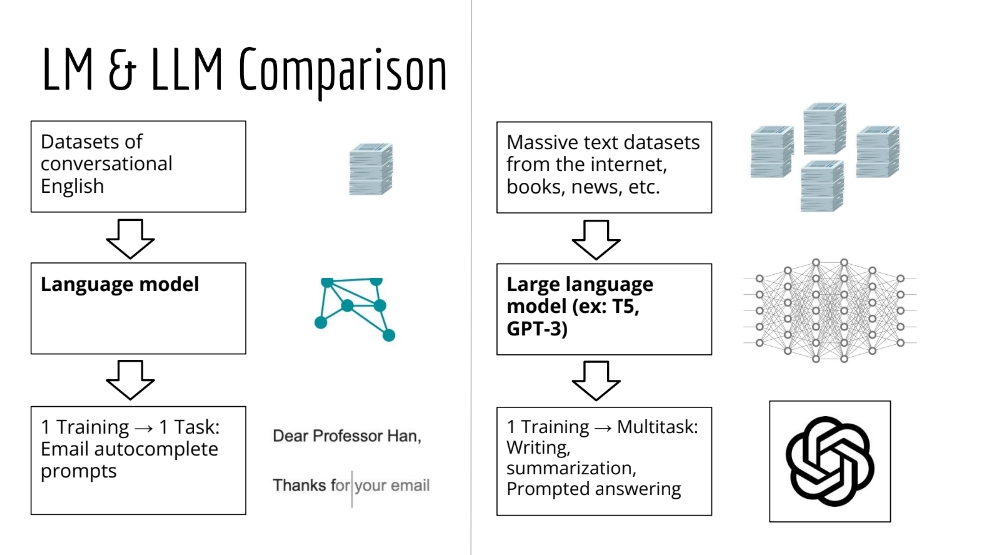 LM & LLM Comparison
Datasets of
conversational
English
Language model
1 Training → 1 Task:
Email autocomplete
prompts
Dear Professor Han,
Thanks for your email
Massive text datasets
from the internet,
books, news, etc.
Large language
model (ex: T5,
GPT-3)
1 Training → Multitask:
Writing,
summarization,
Prompted answering